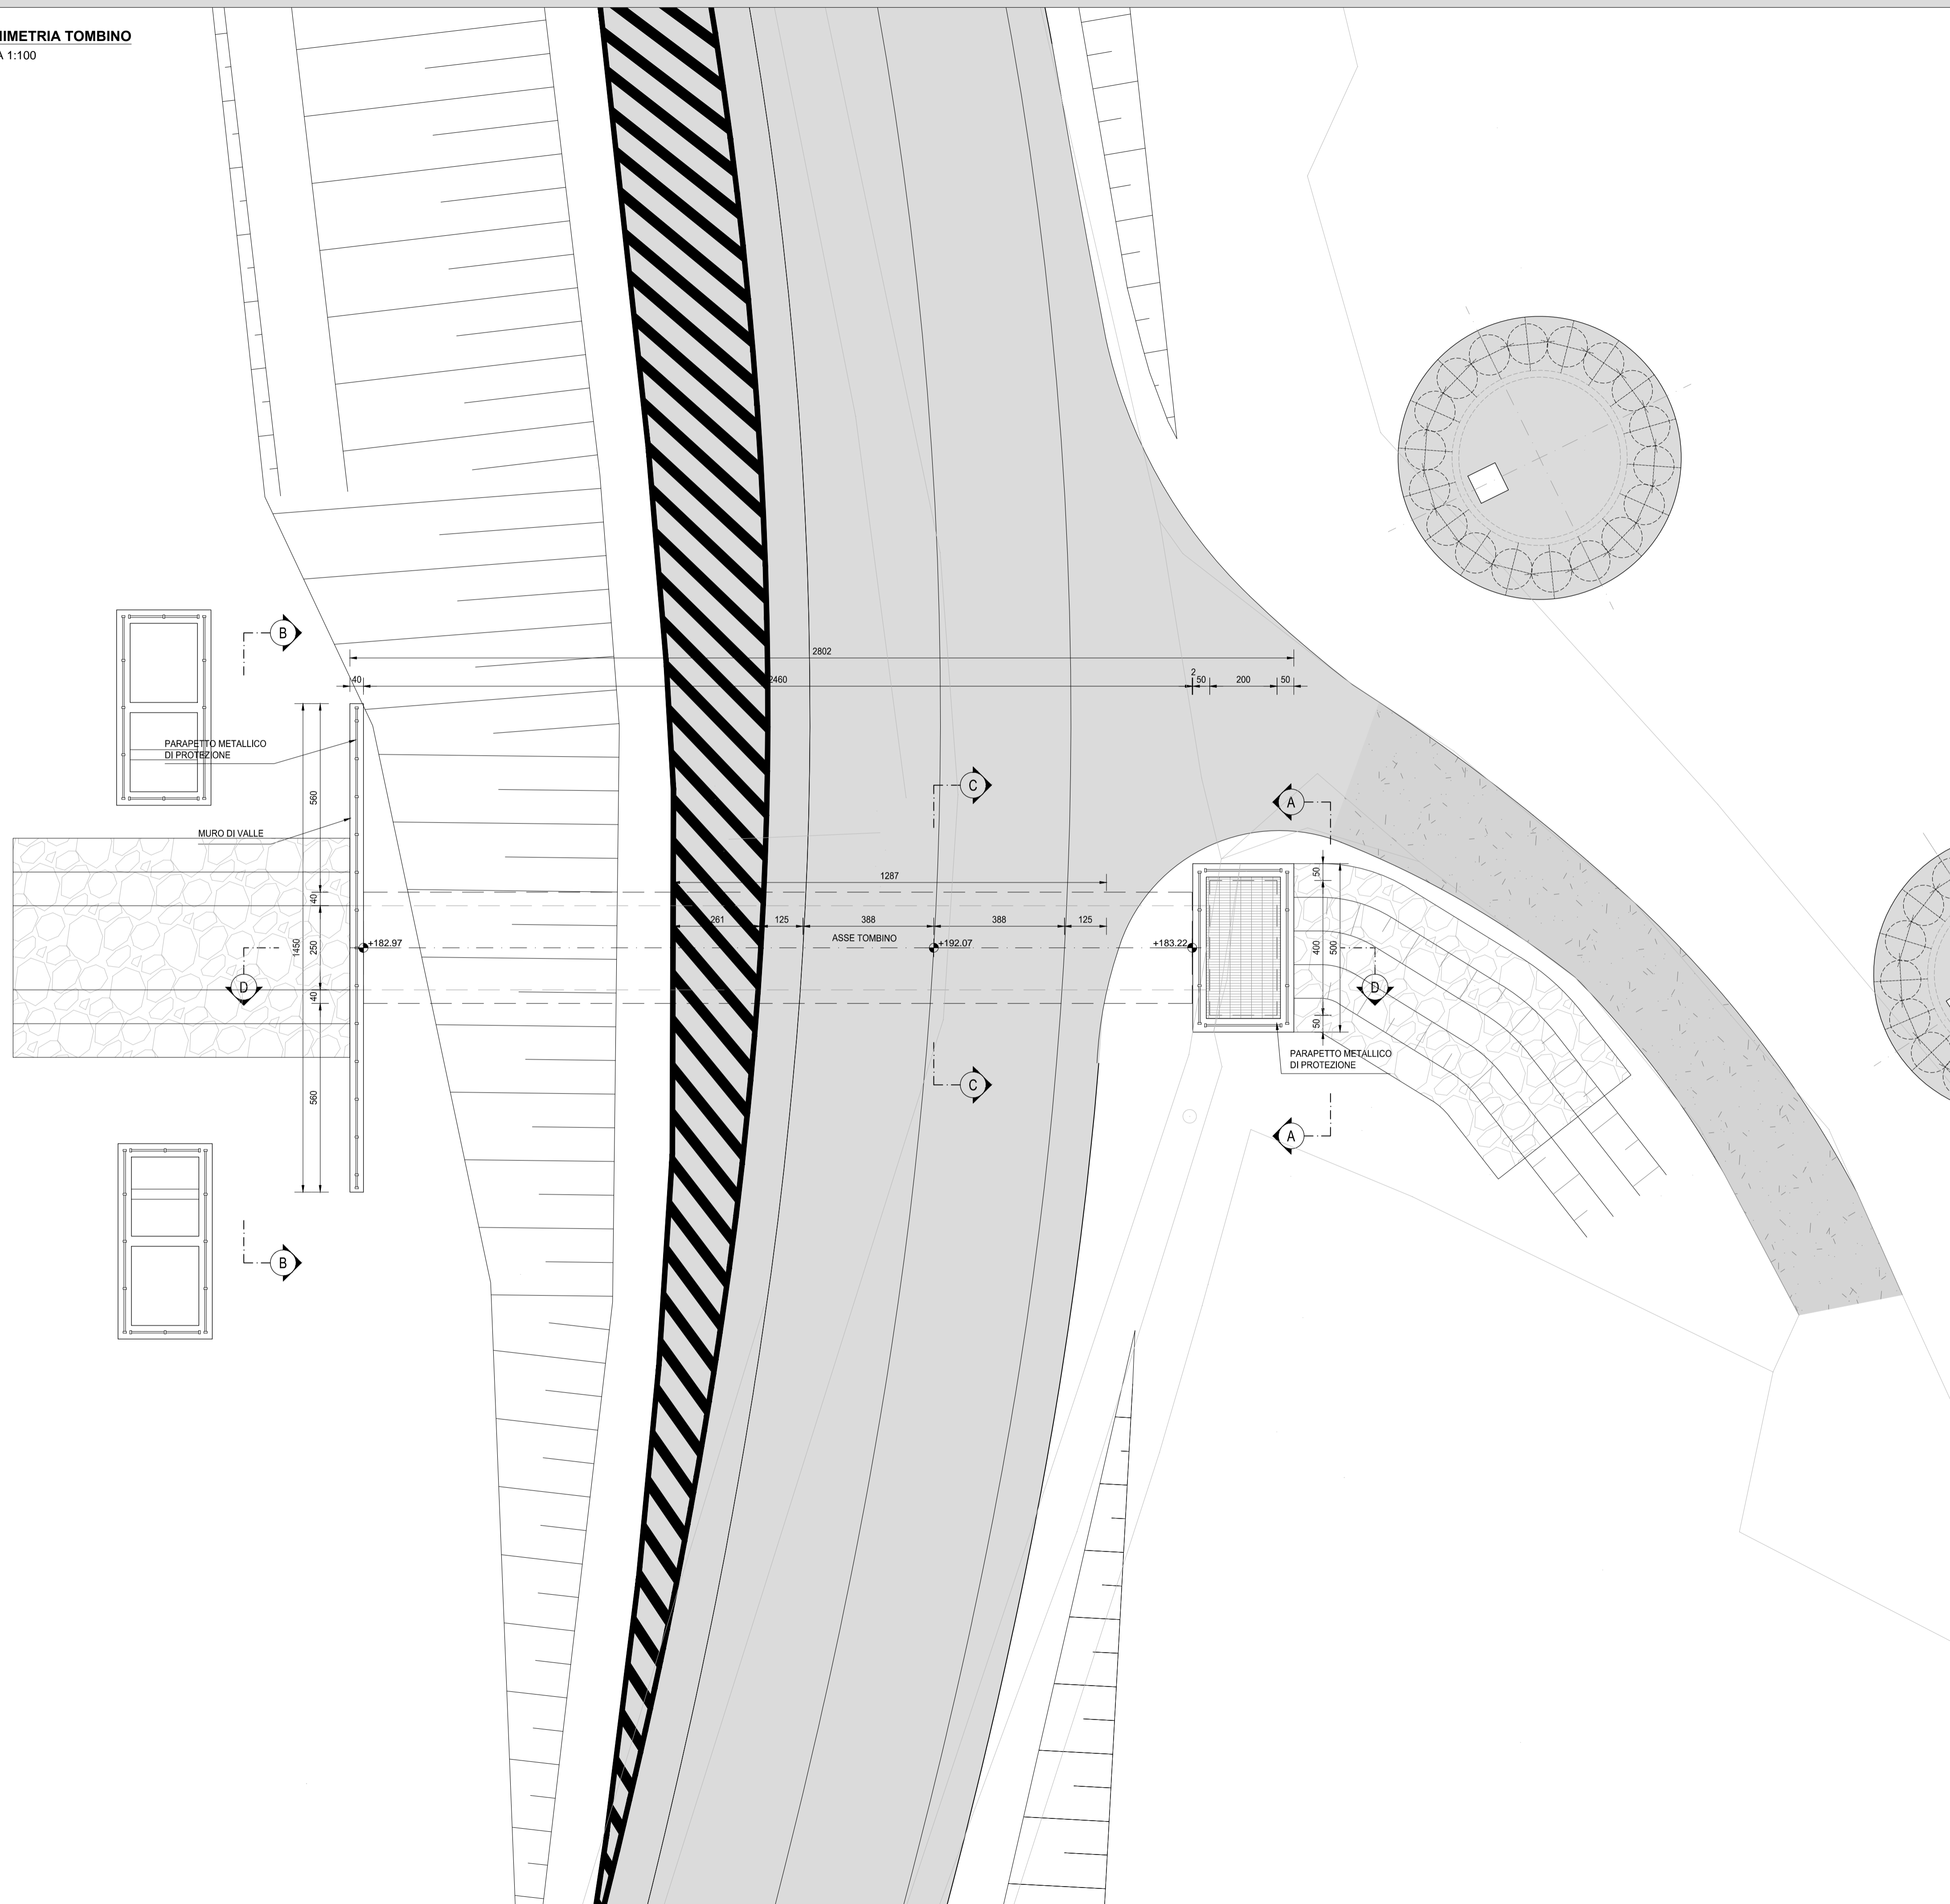 IMETRIA TOMBINO
1:100
B
2802
40
2460
2
50
200
50
PARAPETTO METALLICO
DI PROTEZIONE
560
C
A
MURO DI VALLE
1287
50
40
261
125
388
388
125
ASSE TOMBINO
+182.97
+192.07
+183.22
1450
250
400
500
D
D
40
50
PARAPETTO METALLICO
DI PROTEZIONE
C
560
A
B